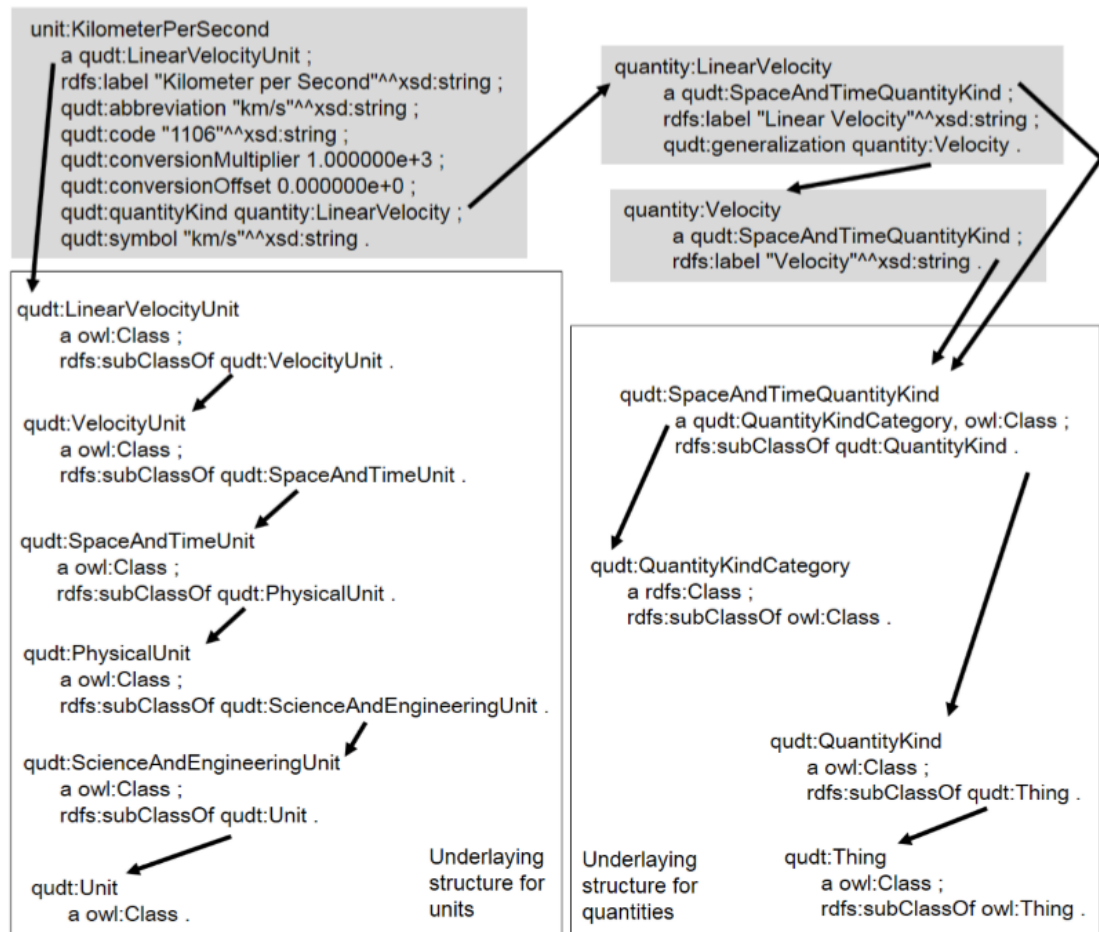 unit:KilometerPerSecond
a qudt:LinearVelocityUnit ;
rdfs:label "Kilometer per Second"^^xsd:string ;
qudt:abbreviation "km/s"^^xsd:string ;
qudt:code "1106"^^xsd:string ;
qudt:conversionMultiplier 1.000000e+3 ;
qudt:conversionOffset 0.000000e+0 ;
qudt:quantityKind quantity:LinearVelocity ;
qudt:symbol "km/s"^^xsd:string .
quantity:LinearVelocity
a qudt:SpaceAndTimeQuantityKind ;
rdfs:label "Linear Velocity"^^xsd:string ;
qudt:generalization quantity:Velocity .
quantity:Velocity
a qudt:SpaceAndTimeQuantityKind ;
rdfs:label "Velocity"^^xsd:string .
qudt:LinearVelocityUnit
a owl:Class ;
rdfs:subClassOf qudt:VelocityUnit .
qudt:VelocityUnit
a owl:Class ;
rdfs:subClassOf qudt:SpaceAndTimeUnit .
qudt:SpaceAndTimeUnit
a owl:Class ;
rdfs:subClassOf qudt:PhysicalUnit .
qudt:PhysicalUnit
a owl:Class ;
rdfs:subClassOf qudt:ScienceAndEngineeringUnit .
qudt:ScienceAndEngineeringUnit
a owl:Class ;
rdfs:subClassOf qudt:Unit .
qudt:Unit
a owl:Class .
Underlaying
structure for
units
qudt:SpaceAndTimeQuantityKind
a qudt:QuantityKindCategory, owl:Class ;
rdfs:subClassOf qudt:QuantityKind .
qudt:QuantityKindCategory
a rdfs:Class ;
rdfs:subClassOf owl:Class .
qudt:QuantityKind
a owl:Class ;
rdfs:subClassOf qudt:Thing .
qudt:Thing
a owl:Class ;
rdfs:subClassOf owl:Thing .
Underlaying
structure for
quantities